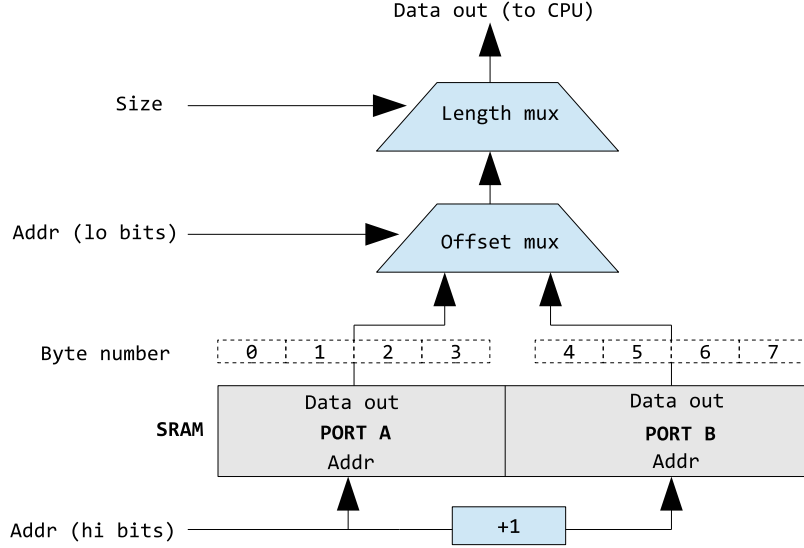 Data out (to CPU)
Size
Length mux
Addr (lo bits)
Offset mux
Byte number
0 1 2 3 4 5 6 7
Data out Data out
SRAM PORT A PORT B
Addr Addr
Addr (hi bits) +1